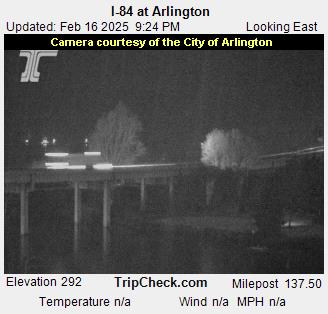 I-84 at Arlington
Updated: Feb 16 2025 9:24 PM Looking East
Camera courtesy of the City of Arlington
Elevation 292 TripCheck.com Milepost 137.50
Temperature n/a Wind n/a MPH n/a